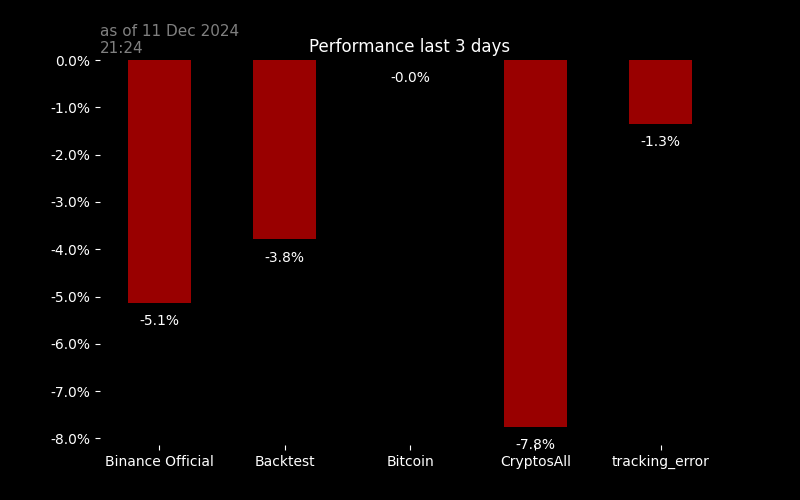 as of 11 Dec 2024
21:24
Performance last 3 days
0.0%
-1.0%
-2.0%
-3.0%
-4.0%
-5.0%
-6.0%
-7.0%
-8.0%
-5.1%
-3.8%
-0.0%
-7.8%
-1.3%
Binance Official
Backtest
Bitcoin
CryptosAll
tracking_error